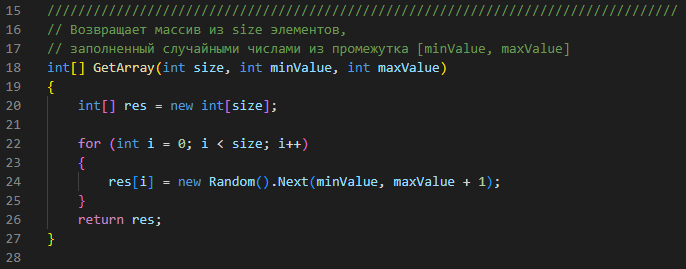 15 //////////////////////////////////////////////////////////////////////////////////
16 // Возвращает массив из size элементов,
17 // заполненный случайными числами из промежутка [minValue, maxValue]
18 int[] GetArray(int size, int minValue, int maxValue)
19 {
20     int[] res = new int[size];
21
22     for (int i = 0; i < size; i++)
23     {
24         res[i] = new Random().Next(minValue, maxValue + 1);
25     }
26     return res;
27 }
28